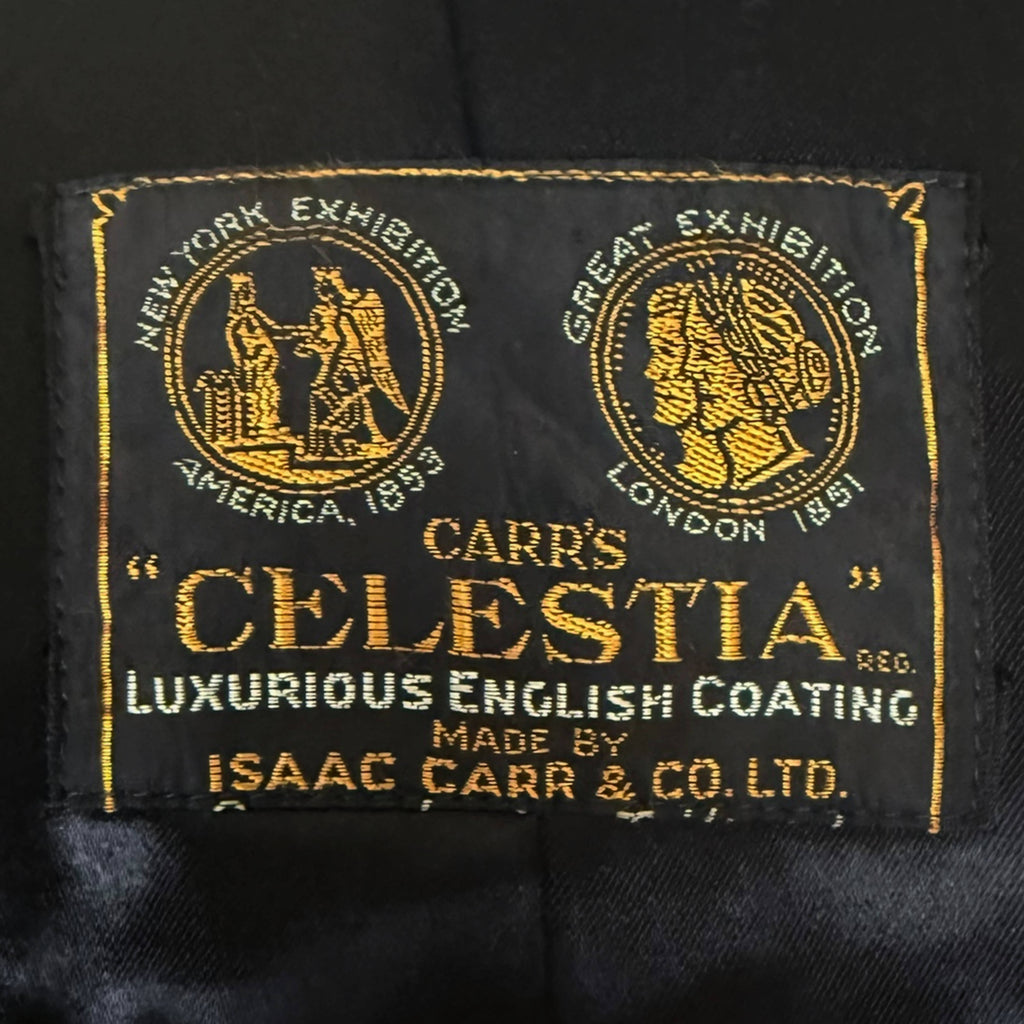 NEW YORK EXHIBITION
AMERICA, 1853
GREAT EXHIBITION
LONDON 1851
CARR'S
"CELESTIA"
REG.
LUXURIOUS ENGLISH COATING
MADE BY
ISAAC CARR & CO. LTD.